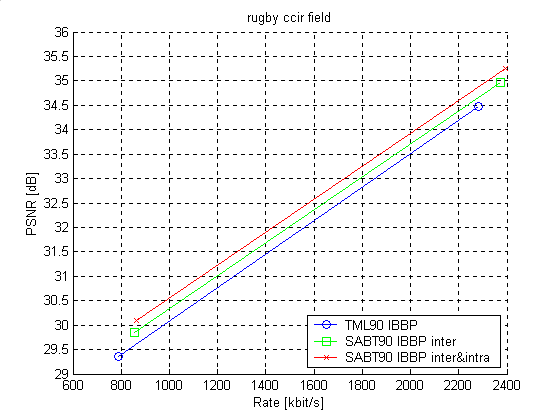 rugby ccir field
36
35.5
35
34.5
34
33.5
33
32.5
32
31.5
31
30.5
30
29.5
29
PSNR [dB]
600 800 1000 1200 1400 1600 1800 2000 2200 2400
Rate [kbit/s]
TML90 IBBP
SABT90 IBBP inter
SABT90 IBBP inter&intra